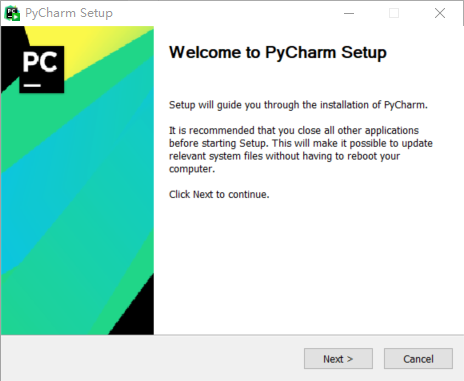 PyCharm Setup
PC
Welcome to PyCharm Setup
Setup will guide you through the installation of PyCharm.
It is recommended that you close all other applications
before starting Setup. This will make it possible to update
relevant system files without having to reboot your
computer.
Click Next to continue.
Next >
Cancel